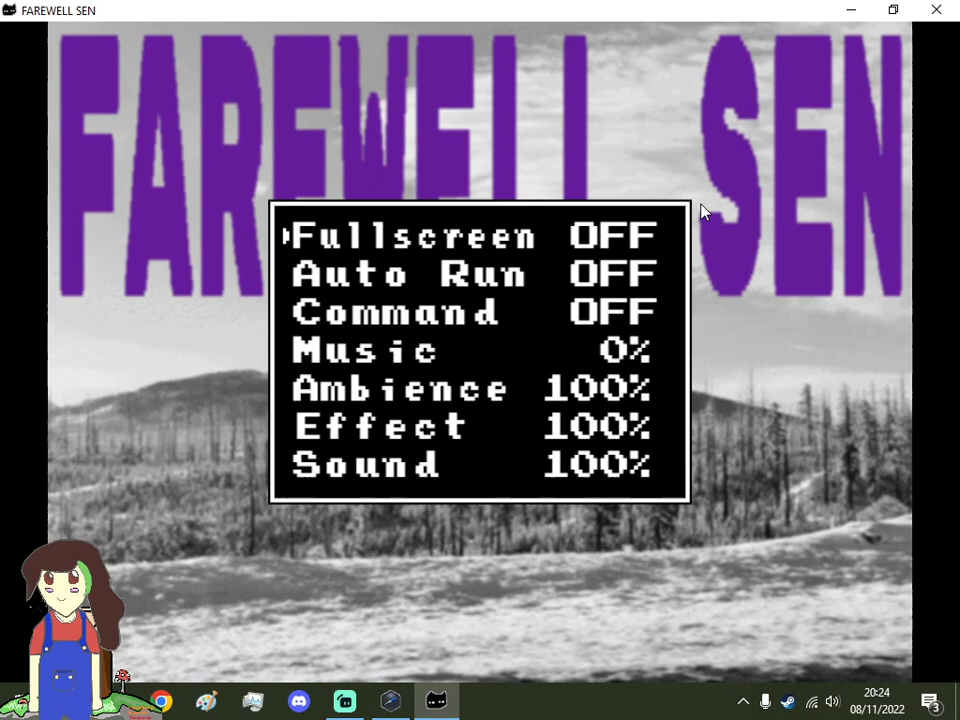 FAREWELL SEN
FAREWELL SEN
Fullscreen OFF
Auto Run OFF
Command OFF
Music 0%
Ambience 100%
Effect 100%
Sound 100%
20:24
08/11/2022
3